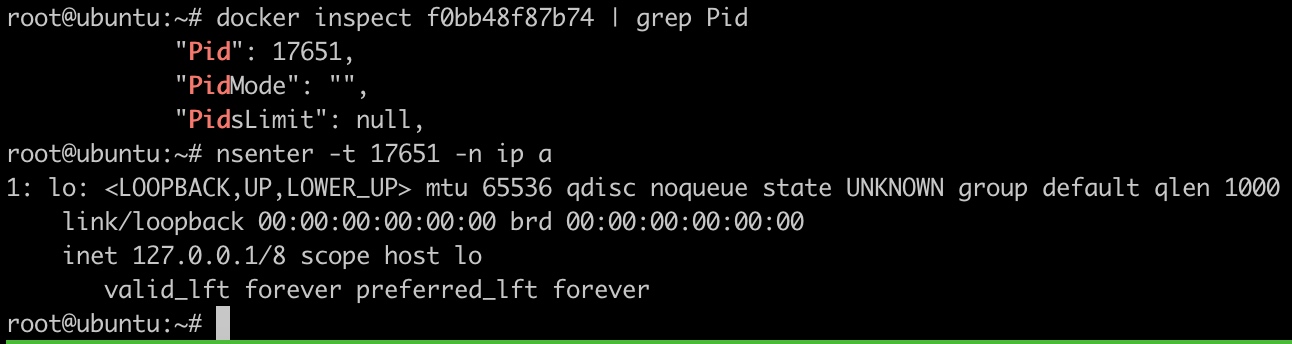 root@ubuntu:~# docker inspect f0bb48f87b74 | grep Pid
            "Pid": 17651,
            "PidMode": "",
            "PidsLimit": null,
root@ubuntu:~# nsenter -t 17651 -n ip a
1: lo: <LOOPBACK,UP,LOWER_UP> mtu 65536 qdisc noqueue state UNKNOWN group default qlen 1000
    link/loopback 00:00:00:00:00:00 brd 00:00:00:00:00:00
    inet 127.0.0.1/8 scope host lo
       valid_lft forever preferred_lft forever
root@ubuntu:~#